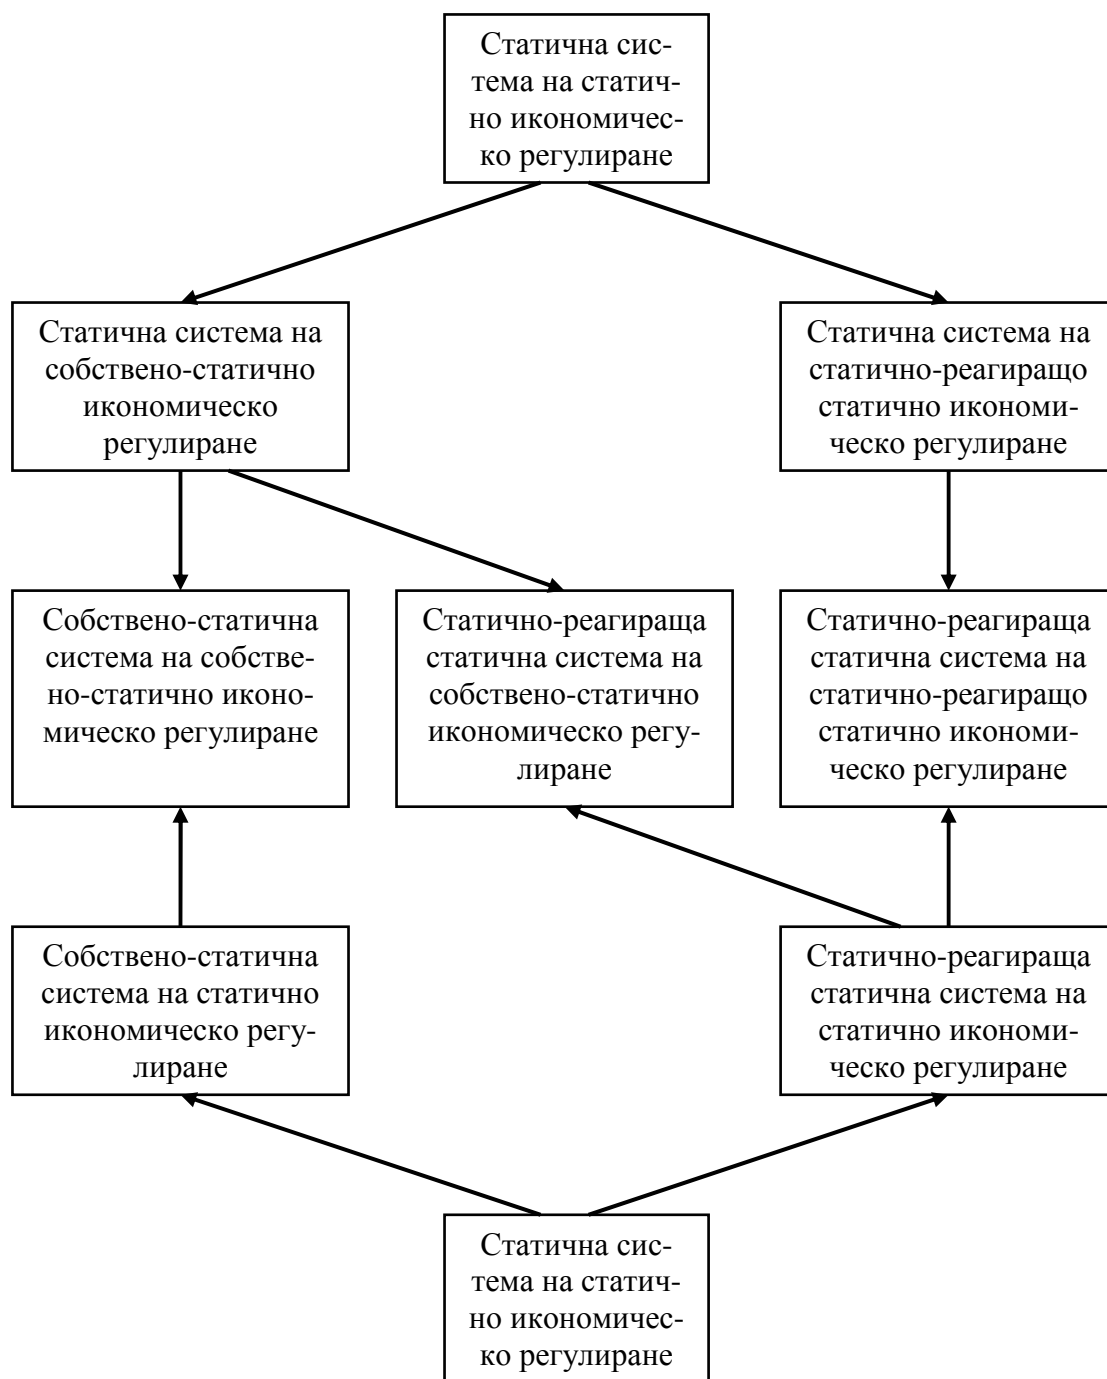 Статична сис-
тема на статич-
но икономичес-
ко регулиране
Статична система на
собствено-статично
икономическо
регулиране
Статична система на
статично-реагиращо
статично икономи-
ческо регулиране
Собствено-статична
система на собстве-
но-статично иконо-
мическо регулиране
Статично-реагираща
статична система на
собствено-статично
икономическо регу-
лиране
Статично-реагираща
статична система на
статично-реагиращо
статично икономи-
ческо регулиране
Собствено-статична
система на статично
икономическо регу-
лиране
Статично-реагираща
статична система на
статично икономи-
ческо регулиране
Статична сис-
тема на статич-
но икономичес-
ко регулиране